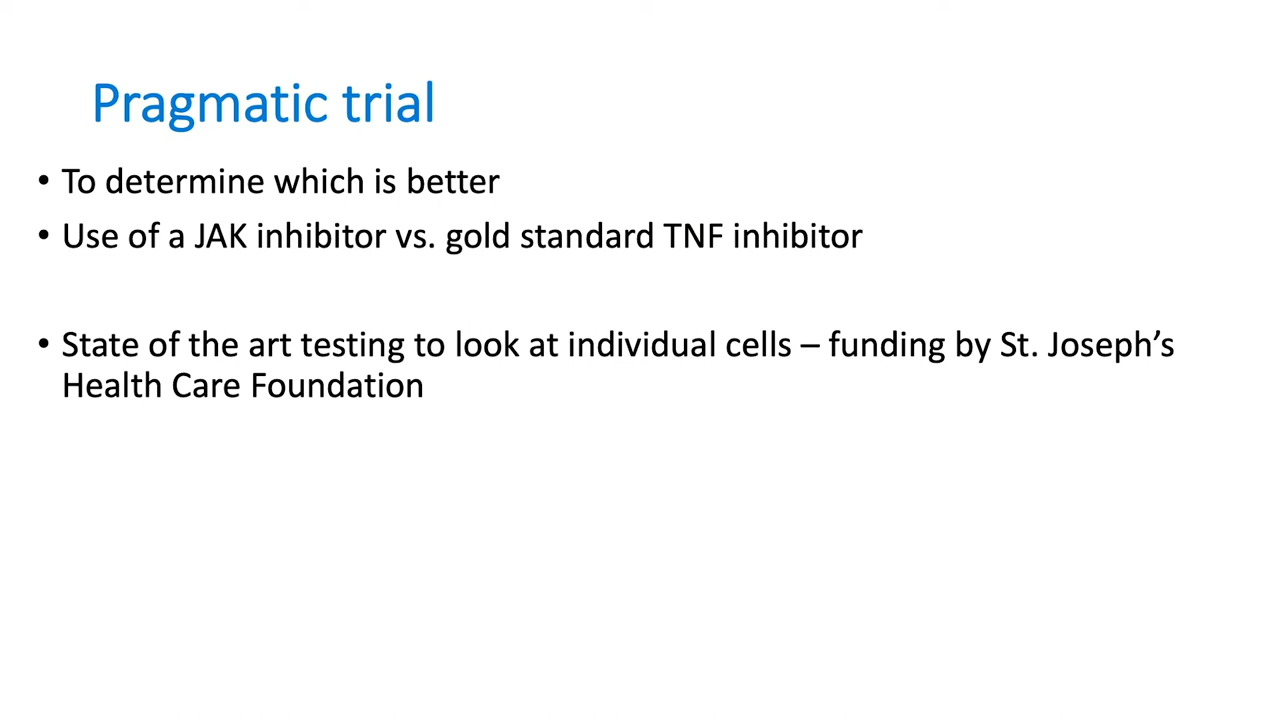 Pragmatic trial
• To determine which is better
• Use of a JAK inhibitor vs. gold standard TNF inhibitor
• State of the art testing to look at individual cells – funding by St. Joseph’s
Health Care Foundation